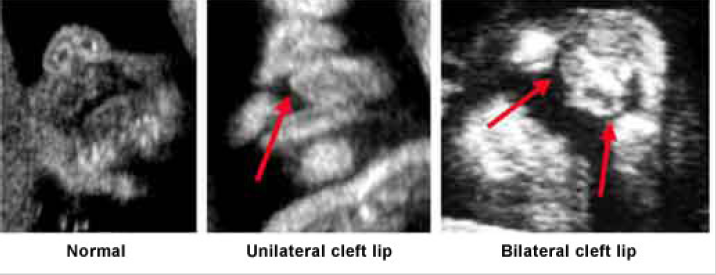 Normal
Unilateral cleft lip
Bilateral cleft lip